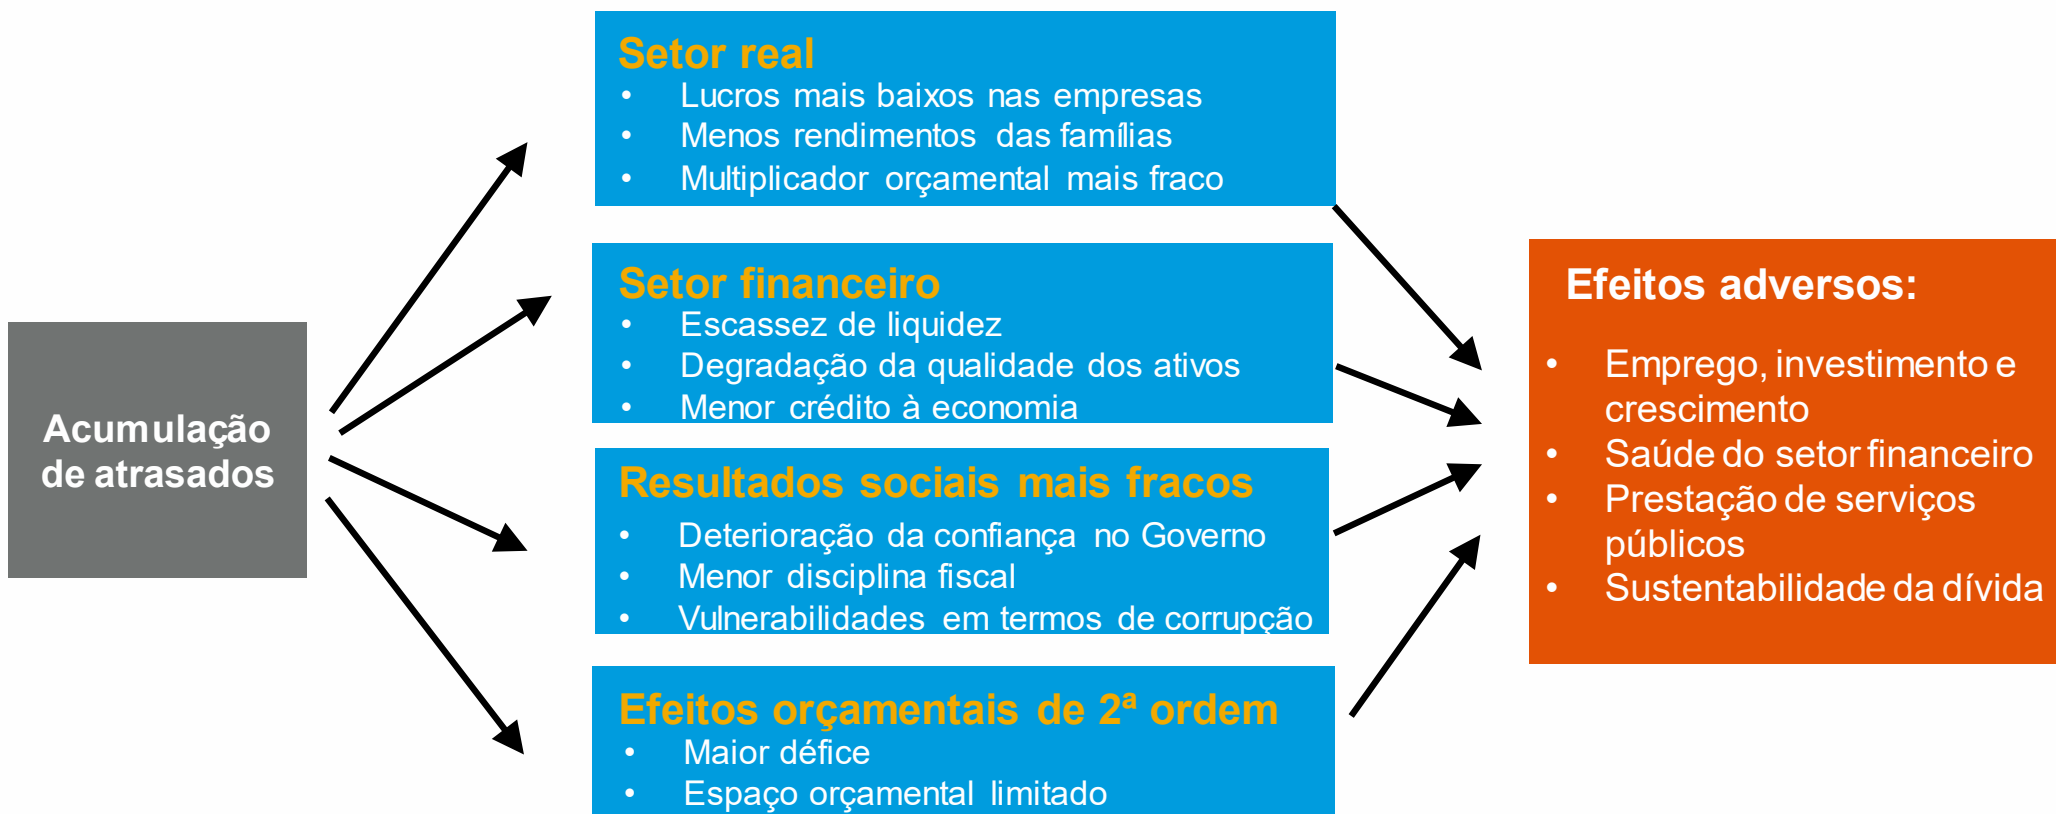 Acumulação
de atrasados
Setor real
• Lucros mais baixos nas empresas
• Menos rendimentos das famílias
• Multiplicador orçamental mais fraco
Setor financeiro
• Escassez de liquidez
• Degradação da qualidade dos ativos
• Menor crédito à economia
Resultados sociais mais fracos
• Deterioração da confiança no Governo
• Menor disciplina fiscal
• Vulnerabilidades em termos de corrupção
Efeitos orçamentais de 2ª ordem
• Maior défice
• Espaço orçamental limitado
Efeitos adversos:
• Emprego, investimento e
crescimento
• Saúde do setor financeiro
• Prestação de serviços
públicos
• Sustentabilidade da dívida